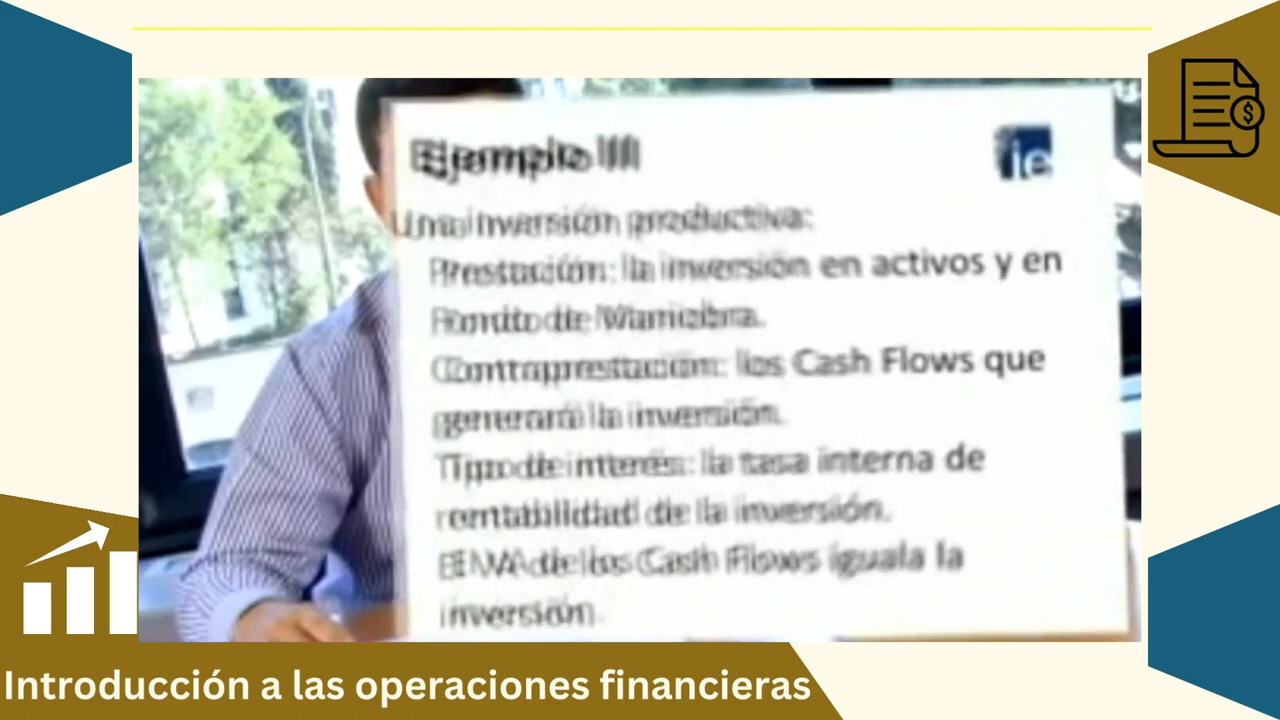 Ejemplo III
ie
Una inversión productiva:
Prestación: la inversión en activos y en
Fondo de Maniobra.
Contraprestación: los Cash Flows que
generará la inversión.
Tipo de interés: la tasa interna de
rentabilidad de la inversión.
El VA de los Cash Flows iguala la
inversión.
$
Introducción a las operaciones financieras